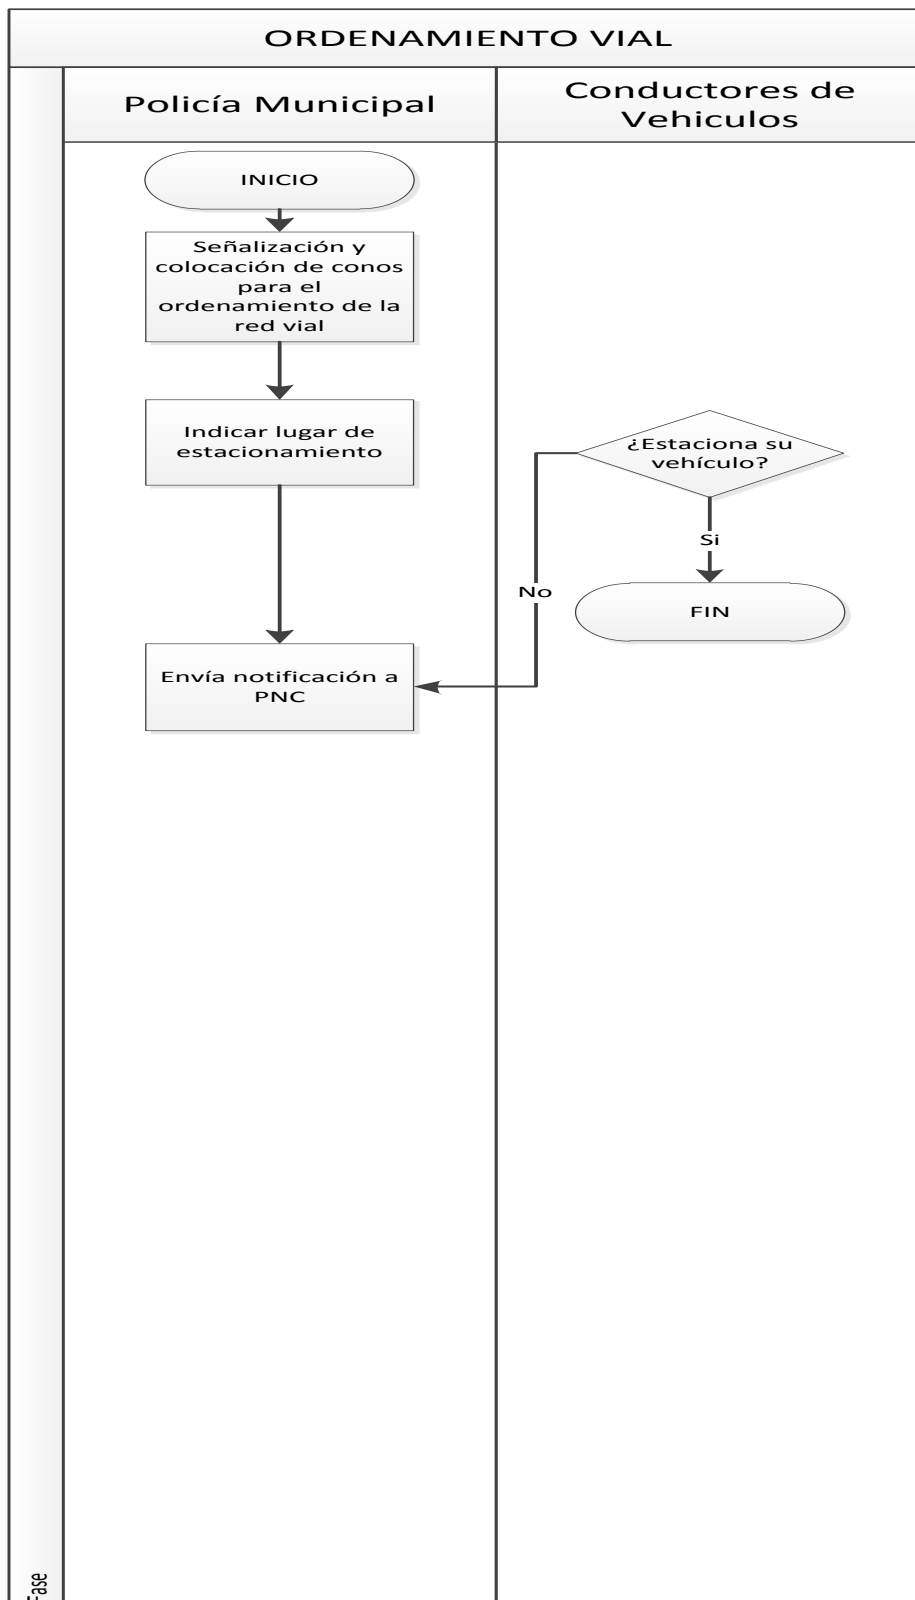 ORDENAMIENTO VIAL
Policía Municipal
Conductores de
Vehiculos
INICIO
Señalización y
colocación de conos
para el
ordenamiento de la
red vial
Indicar lugar de
estacionamiento
¿Estaciona su
vehículo?
Si
No
FIN
Envía notificación a
PNC
Fase